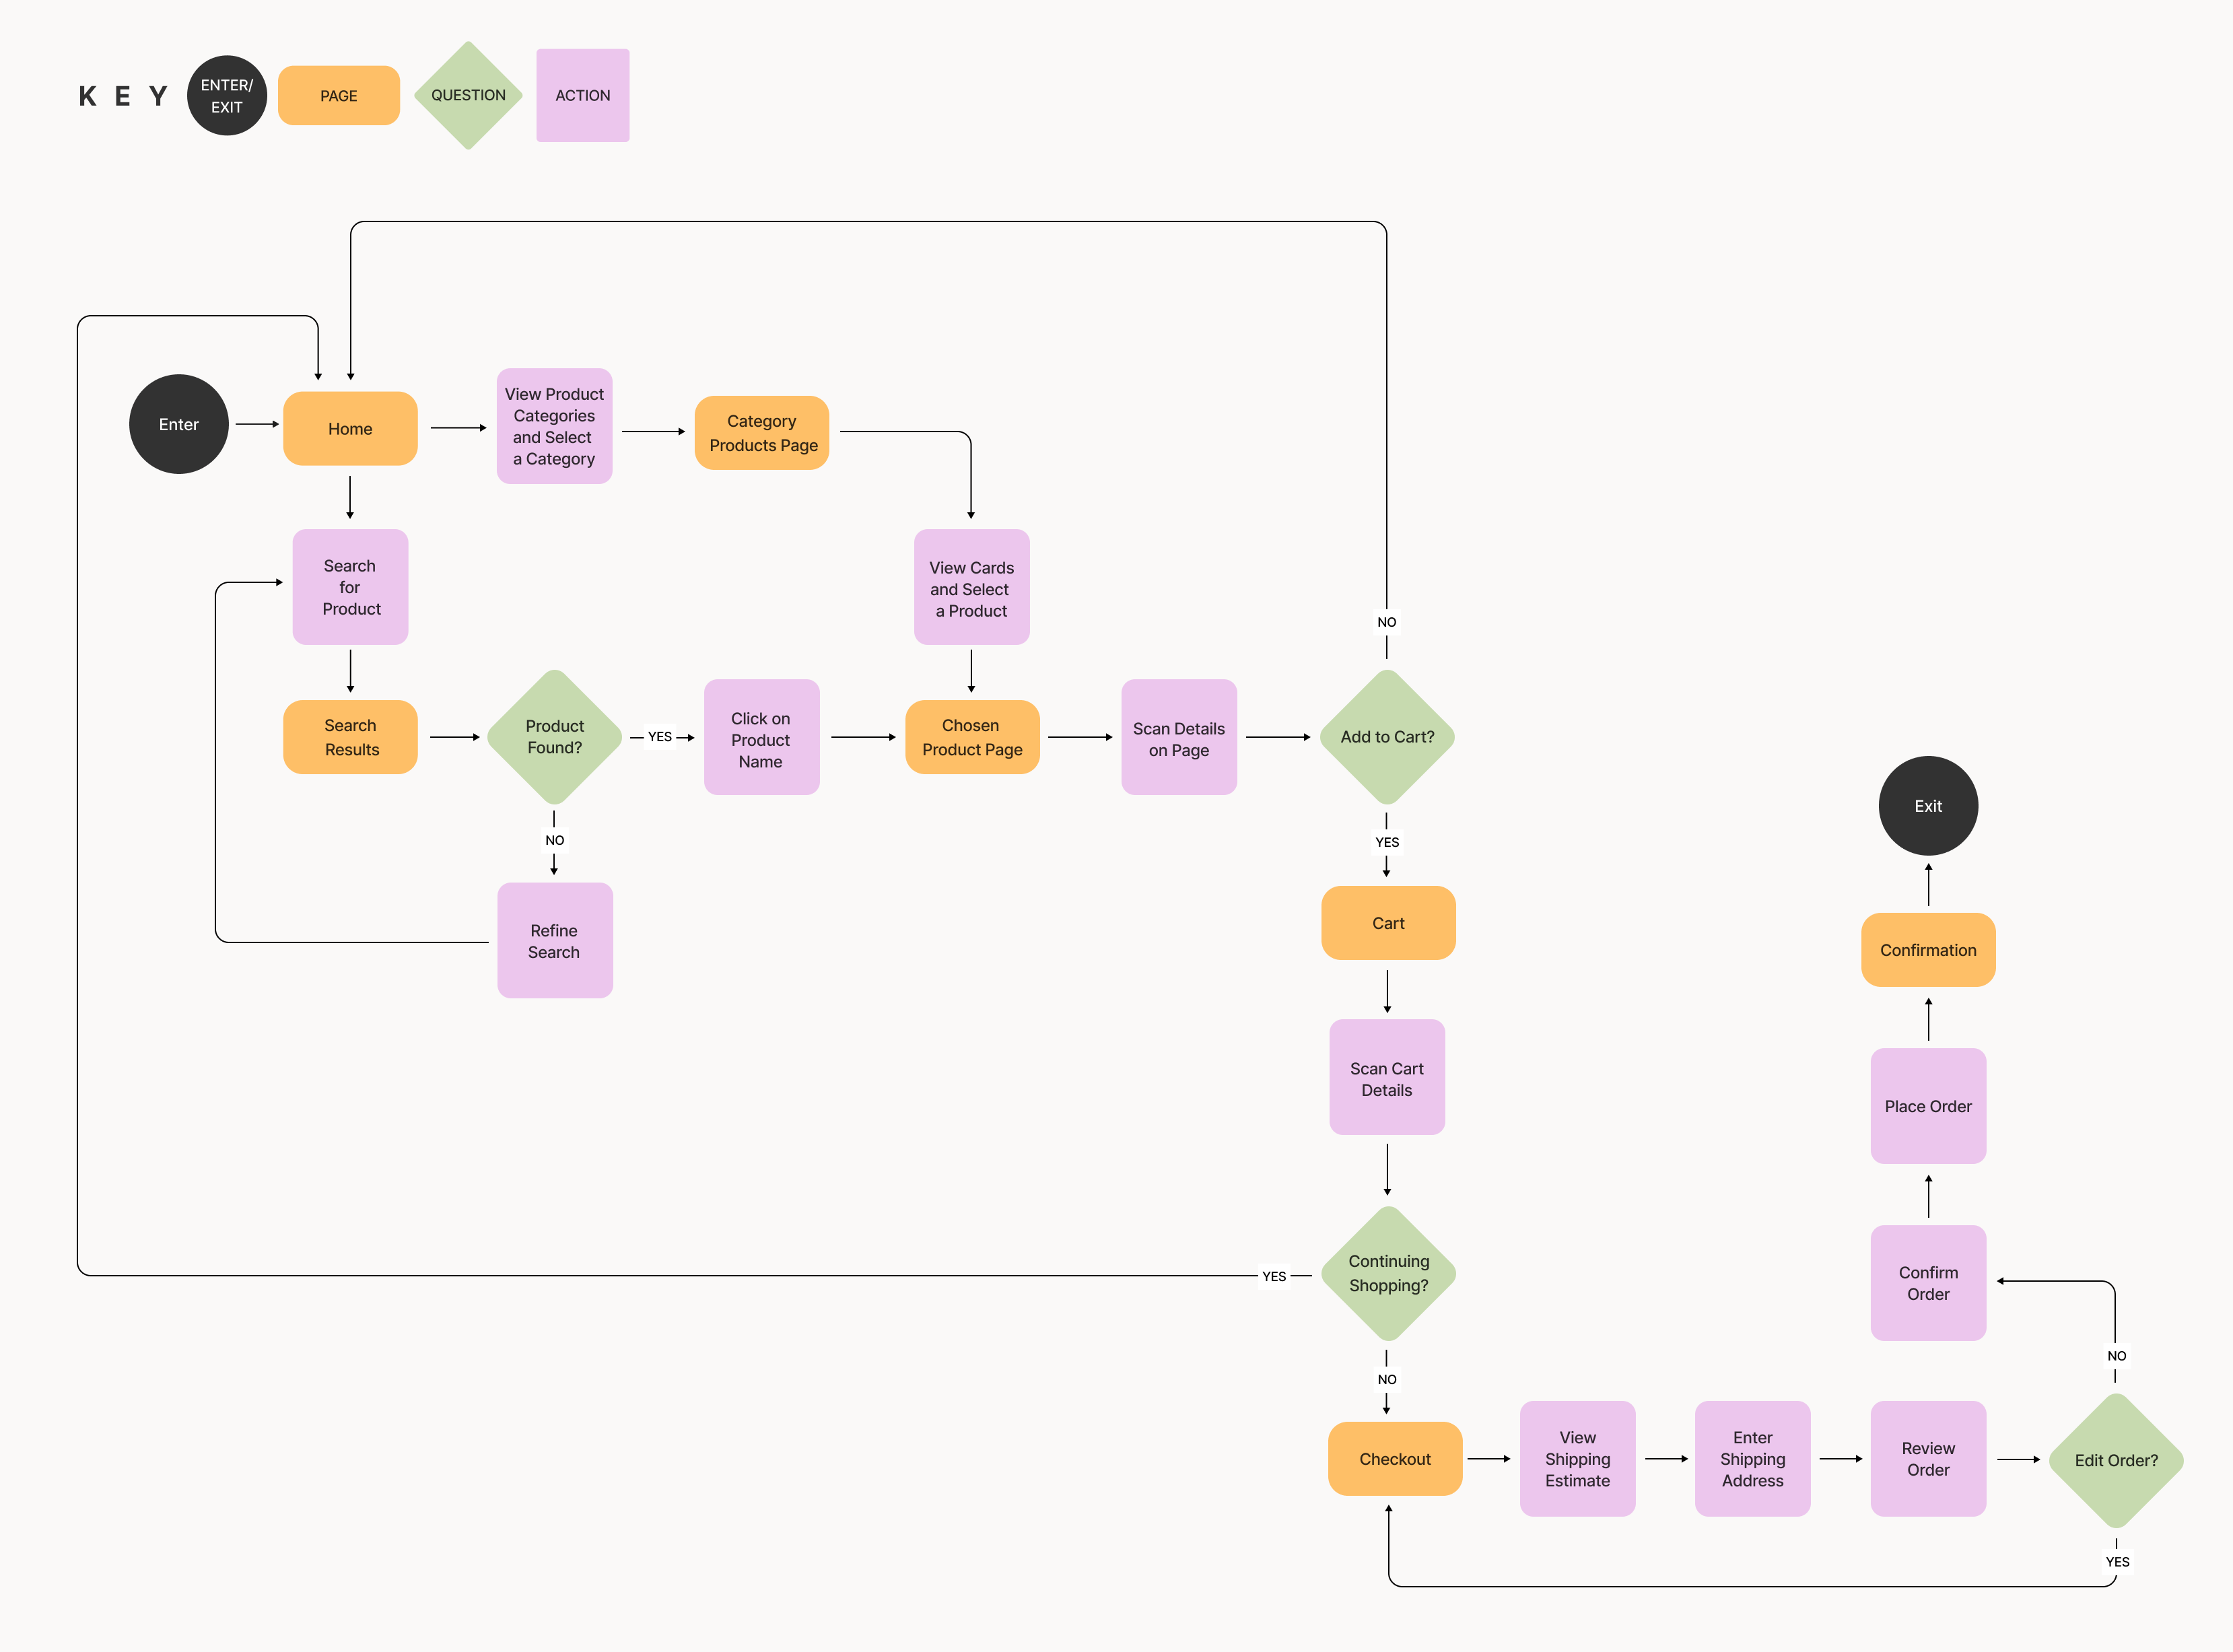 KEY
ENTER/
EXIT
PAGE
QUESTION
ACTION
Enter
Home
View Product
Categories
and Select
a Category
Category
Products Page
Search
for
Product
View Cards
and Select
a Product
NO
Search
Results
Product
Found?
YES
Click on
Product
Name
Chosen
Product Page
Scan Details
on Page
Add to Cart?
NO
YES
Refine
Search
Cart
Scan Cart
Details
Continuing
Shopping?
YES
NO
Checkout
View
Shipping
Estimate
Enter
Shipping
Address
Review
Order
Edit Order?
YES
NO
Confirm
Order
Place Order
Confirmation
Exit